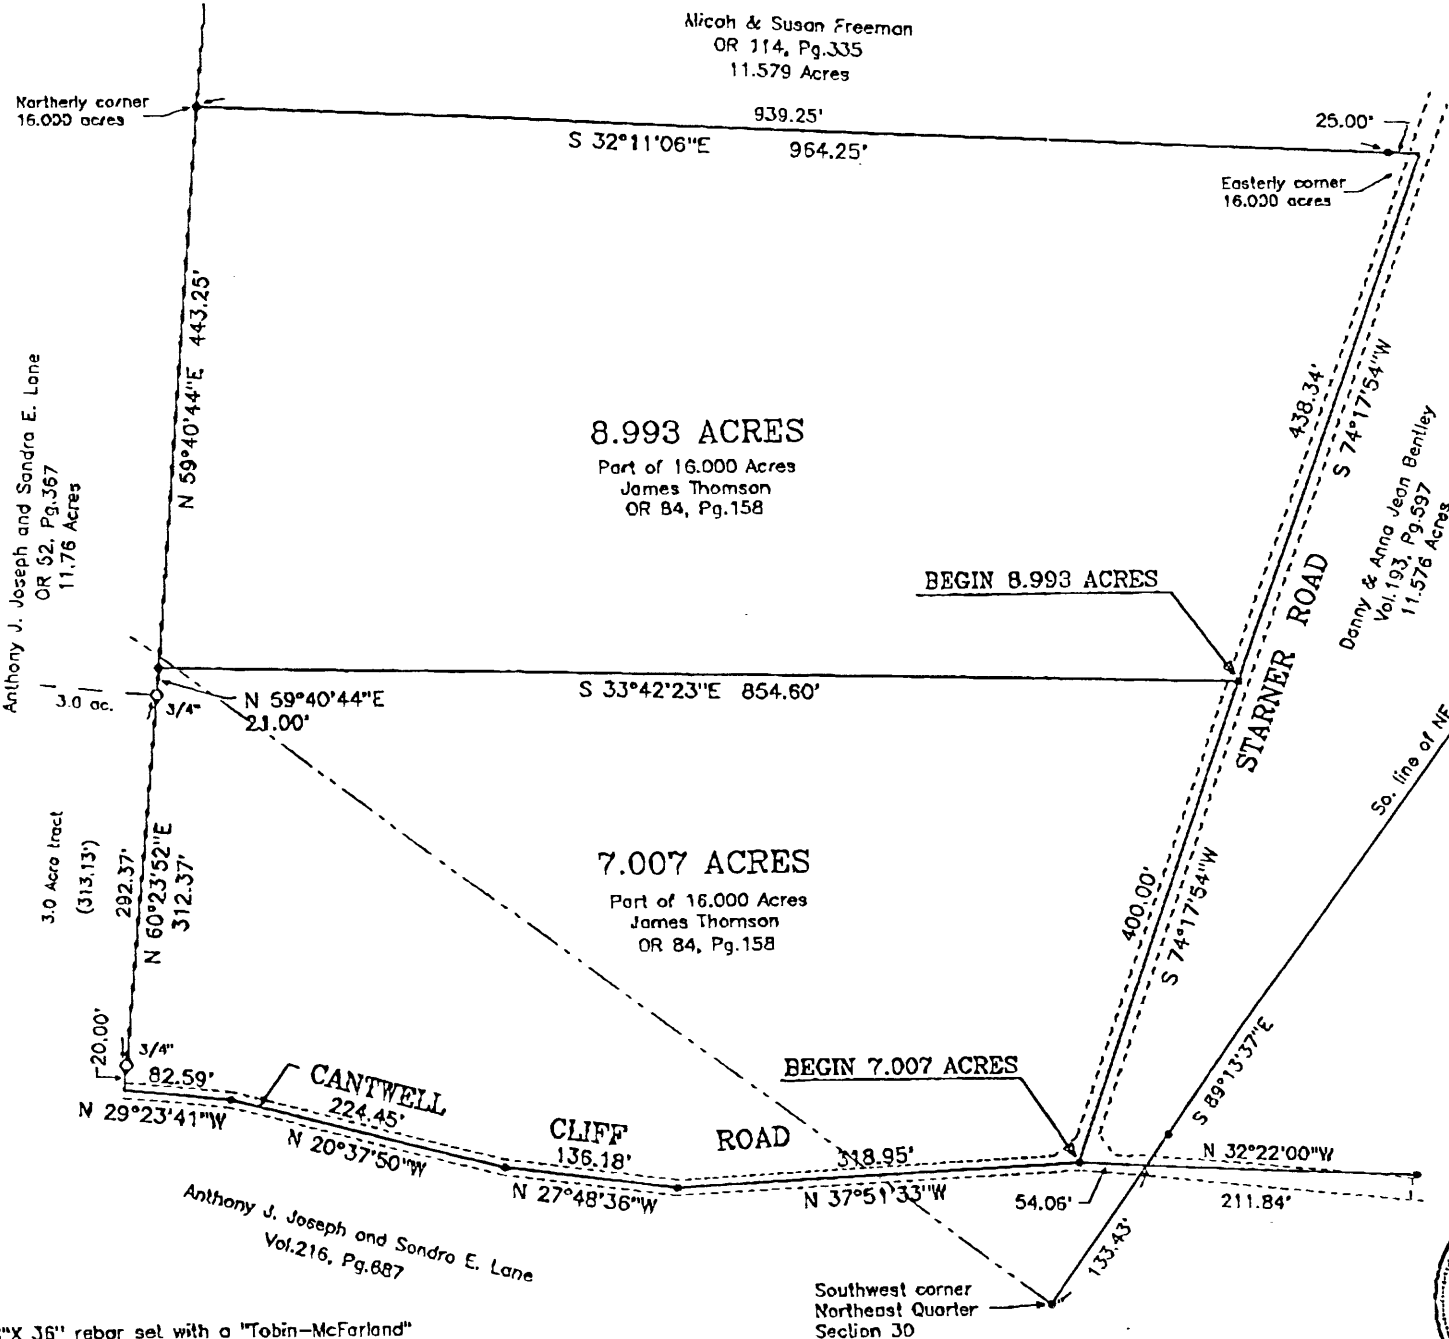 Micah & Susan Freeman
OR 114, Pg.335
11.579 Acres
Northerly corner
16.000 acres
939.25'
25.00'
S 32°11'06"E 964.25'
Easterly corner
16.000 acres
N 59°40'44"E 443.25'
Anthony J. Joseph and Sandra E. Lane
OR 52, Pg.367
11.76 Acres
438.34'
S 74°17'54"W
8.993 ACRES
Part of 16.000 Acres
James Thomson
OR 84, Pg.158
Danny & Anna Jean Bentley
Vol.193, Pg.597
11.576 Acres
BEGIN 8.993 ACRES
STARNER ROAD
3.0 ac.
3/4"
N 59°40'44"E
21.00'
S 33°42'23"E 854.60'
So. line of NE
3.0 Acre tract
(313.13')
292.37'
N 60°23'52"E
312.37'
7.007 ACRES
Part of 16.000 Acres
James Thomson
OR 84, Pg.158
400.00'
S 74°17'54"W
20.00'
3/4"
82.59'
N 29°23'41"W
CANTWELL
224.45'
N 20°37'50"W
CLIFF
136.18'
N 27°48'36"W
ROAD
318.95'
N 37°51'33"W
BEGIN 7.007 ACRES
S 89°13'37"E
N 32°22'00"W
54.06'
211.84'
133.43'
Anthony J. Joseph and Sandra E. Lane
Vol.216, Pg.687
Southwest corner
Northeast Quarter
Section 30
"X 36" rebar set with a "Tobin-McFarland"